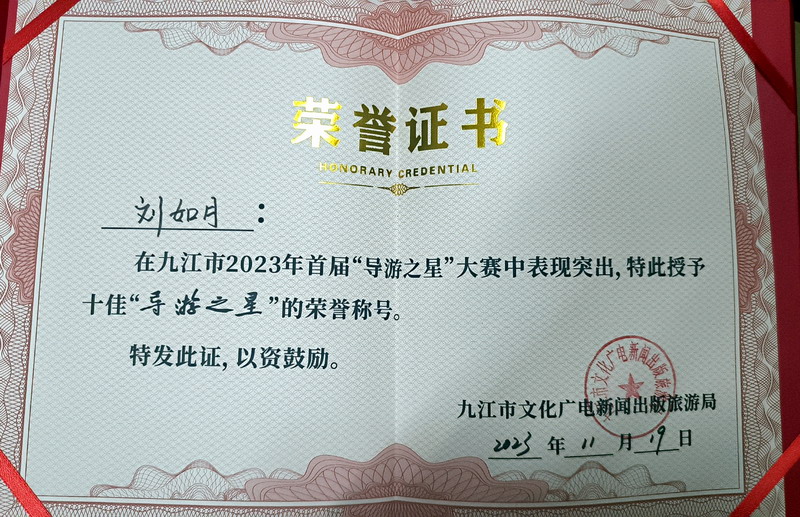 荣誉证书
HONORARY CREDENTIAL
刘如月：
在九江市2023年首届“导游之星”大赛中表现突出，特此授予
十佳“导游之星”的荣誉称号。
特发此证，以资鼓励。
九江市文化广电新闻出版旅游局
2023年11月19日